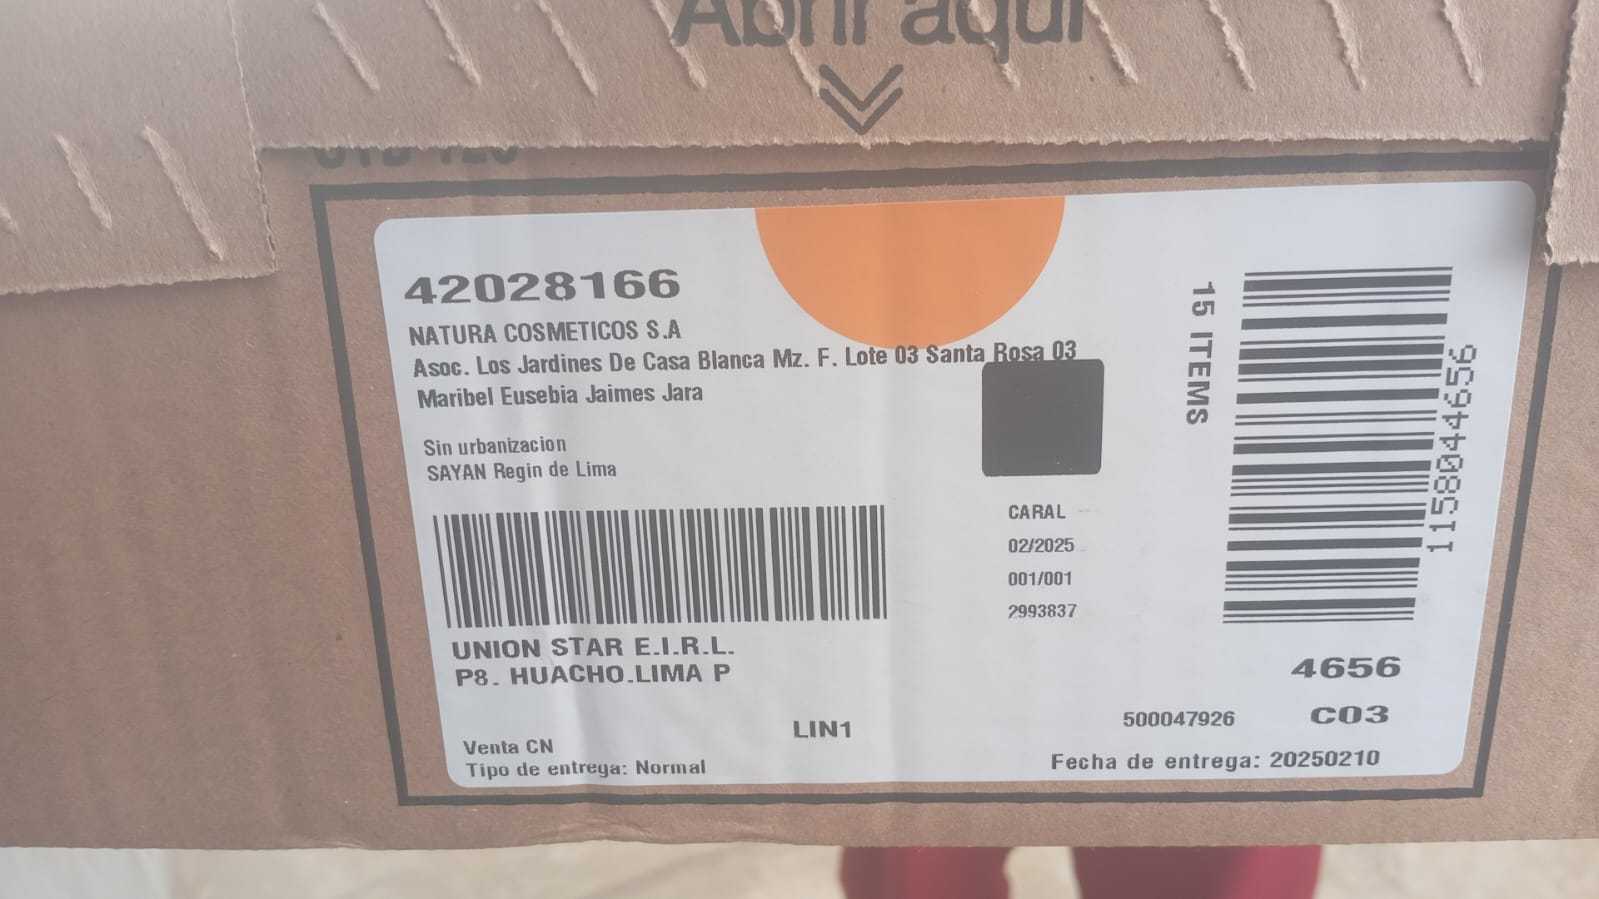 Abrir aquí
42028166
NATURA COSMETICOS S.A
Asoc. Los Jardines De Casa Blanca Mz. F. Lote 03 Santa Rosa 03
Maribel Eusebia Jaimes Jara
Sin urbanizacion
SAYAN Regin de Lima
15 ITEMS
1158044656
CARAL
02/2025
001/001
2993837
UNION STAR E.I.R.L.
P8. HUACHO.LIMA P
4656
LIN1
500047926
C03
Venta CN
Tipo de entrega: Normal
Fecha de entrega: 20250210